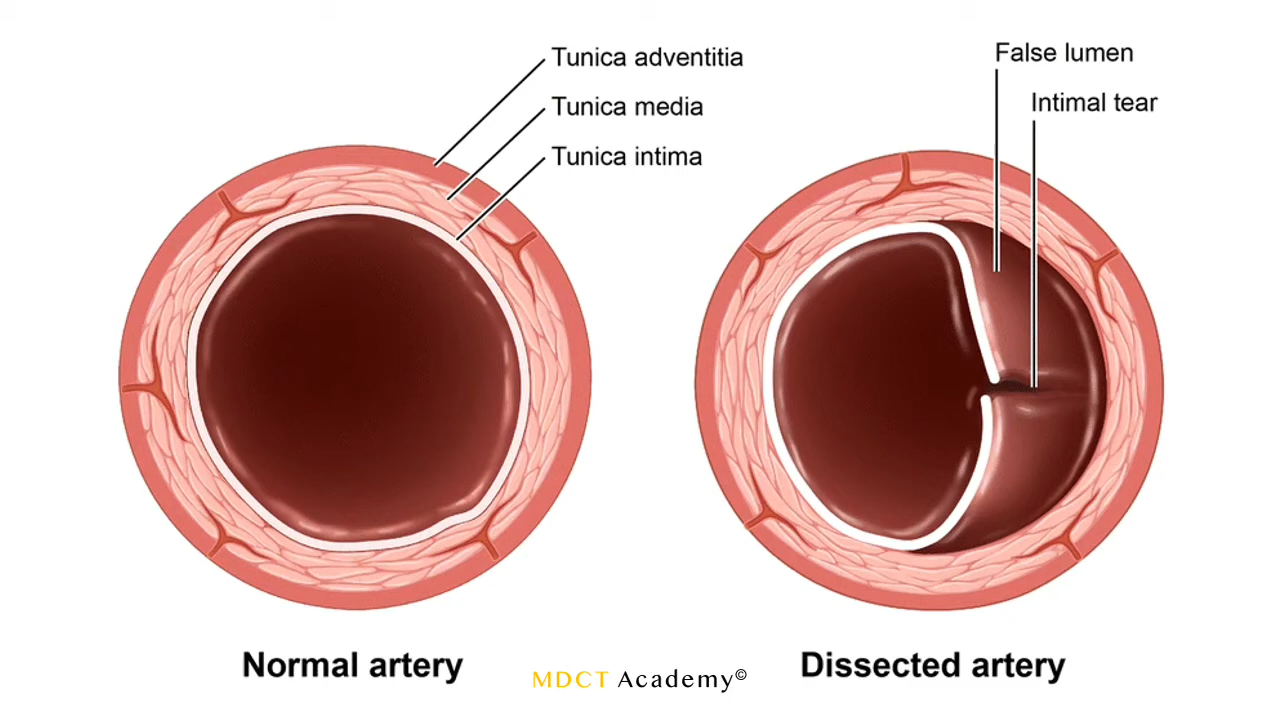 Tunica adventitia
Tunica media
Tunica intima
False lumen
Intimal tear
Normal artery
Dissected artery
MDCT Academy©